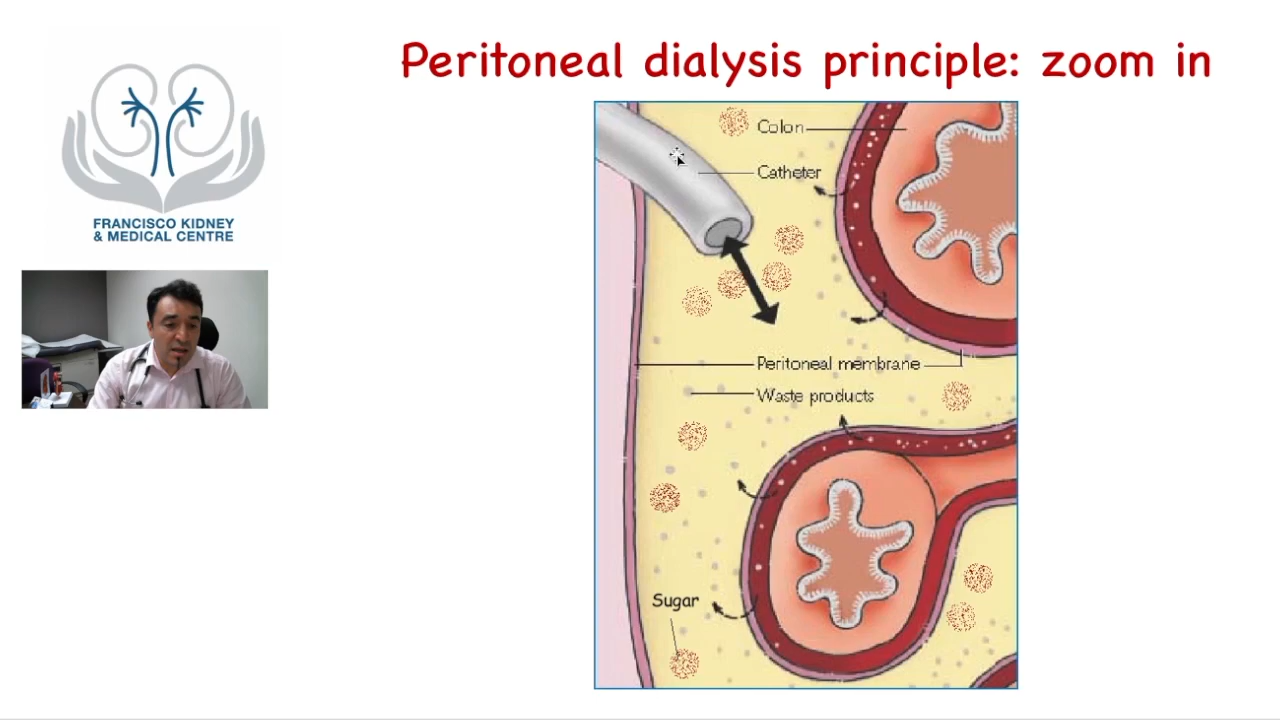 Peritoneal dialysis principle: zoom in
FRANCISCO KIDNEY
& MEDICAL CENTRE
Colon
Catheter
Peritoneal membrane
Waste products
Sugar